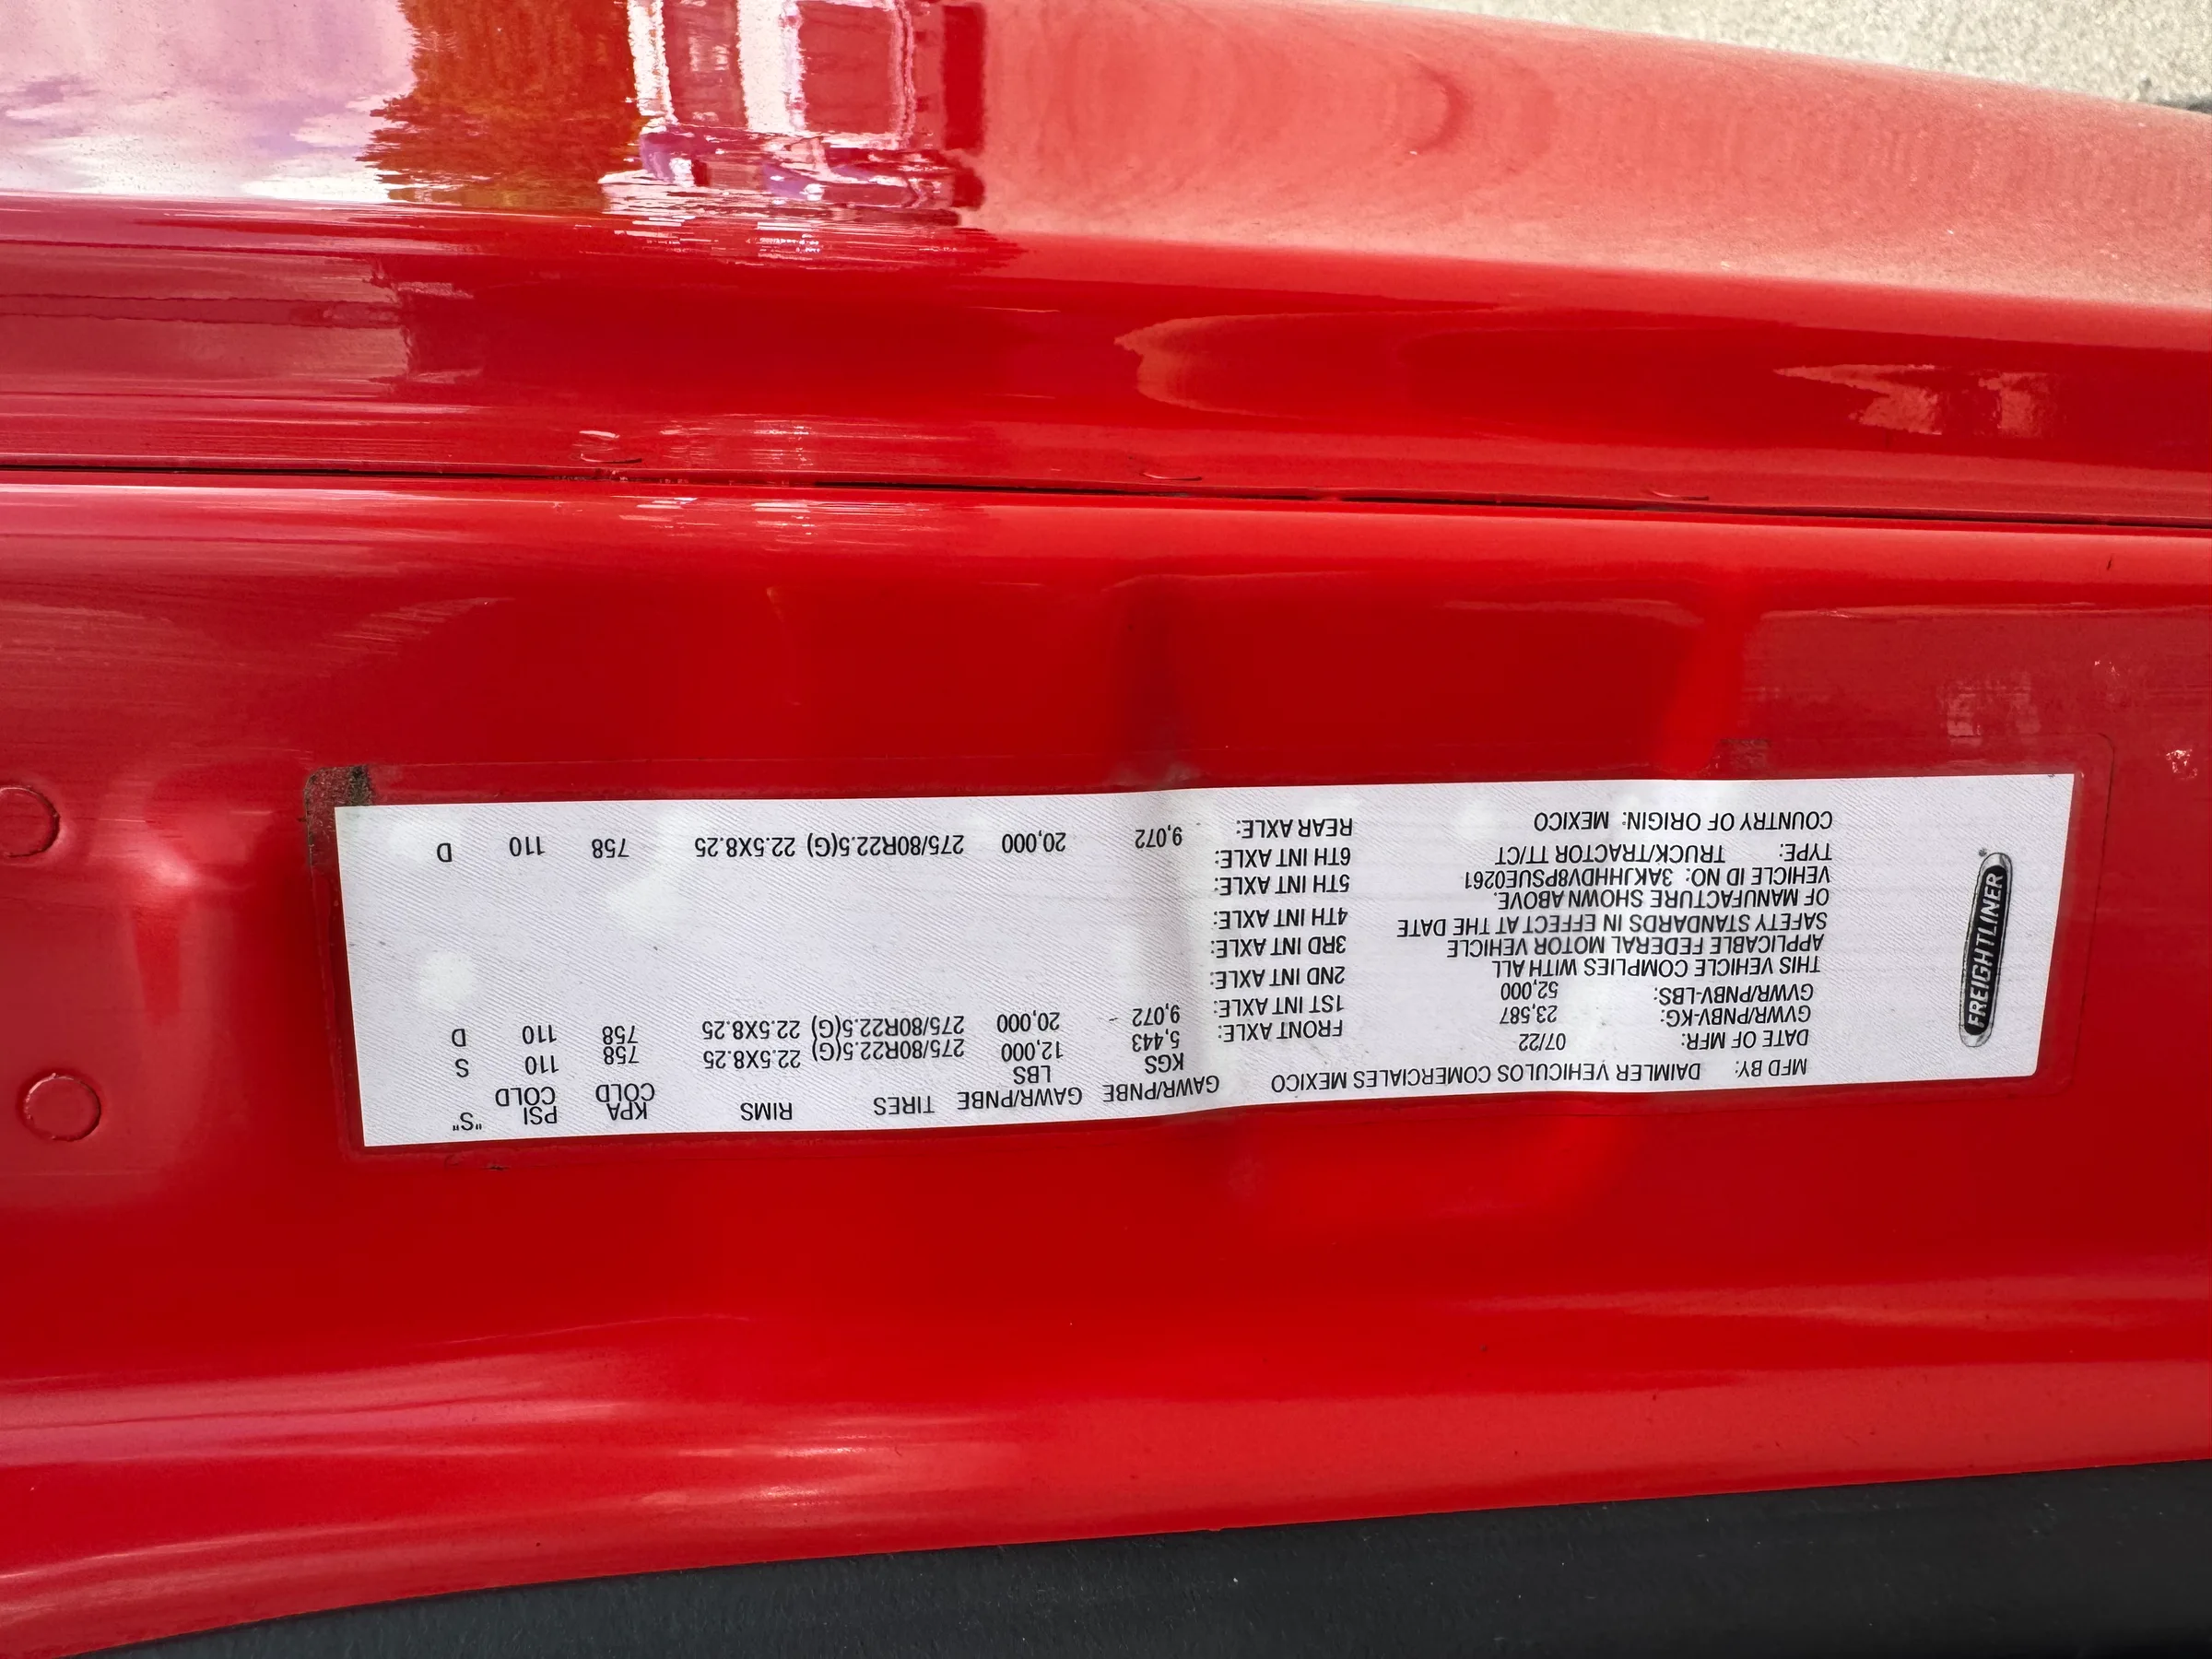 FREIGHTLINER
MFD BY: DAIMLER VEHICULOS COMERCIALES MEXICO
DATE OF MFR: 07/22
GVWR/PNBV-KG: 23,587
GVWR/PNBV-LBS: 52,000
THIS VEHICLE COMPLIES WITH ALL
APPLICABLE FEDERAL MOTOR VEHICLE
SAFETY STANDARDS IN EFFECT AT THE DATE
OF MANUFACTURE SHOWN ABOVE.
VEHICLE ID NO: 3AKJHHDV8PSUE0261
TYPE: TRUCK/TRACTOR TT/CT
COUNTRY OF ORIGIN: MEXICO
GAWR/PNBE GAWR/PNBE TIRES RIMS KPA PSI "S"
KGS LBS COLD COLD
FRONT AXLE: 5,443 12,000 275/80R22.5(G) 22.5X8.25 758 110 S
1ST INT AXLE: 9,072 20,000 275/80R22.5(G) 22.5X8.25 758 110 D
2ND INT AXLE:
3RD INT AXLE:
4TH INT AXLE:
5TH INT AXLE:
6TH INT AXLE:
REAR AXLE: 9,072 20,000 275/80R22.5(G) 22.5X8.25 758 110 D